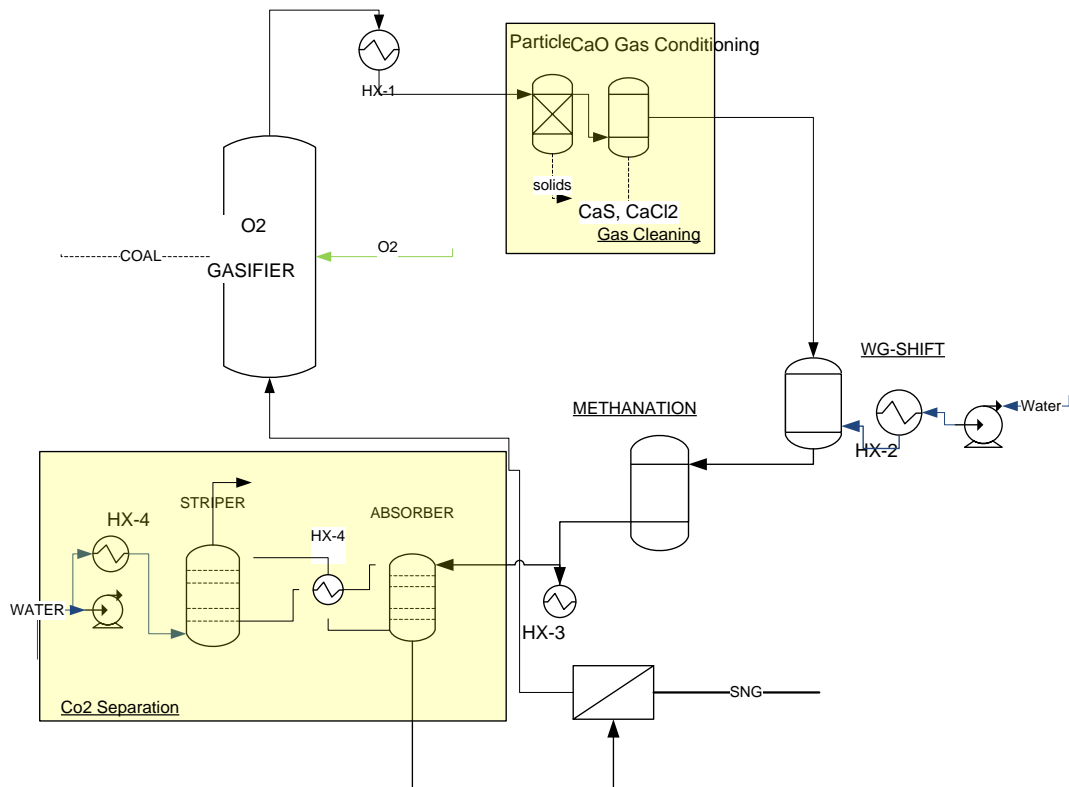 HX-1
Particle
CaO Gas Conditioning
solids
CaS, CaCl2
Gas Cleaning
O2
GASIFIER
COAL
O2
WG-SHIFT
Water
HX-2
METHANATION
STRIPER
ABSORBER
HX-4
HX-4
WATER
HX-3
SNG
Co2 Separation